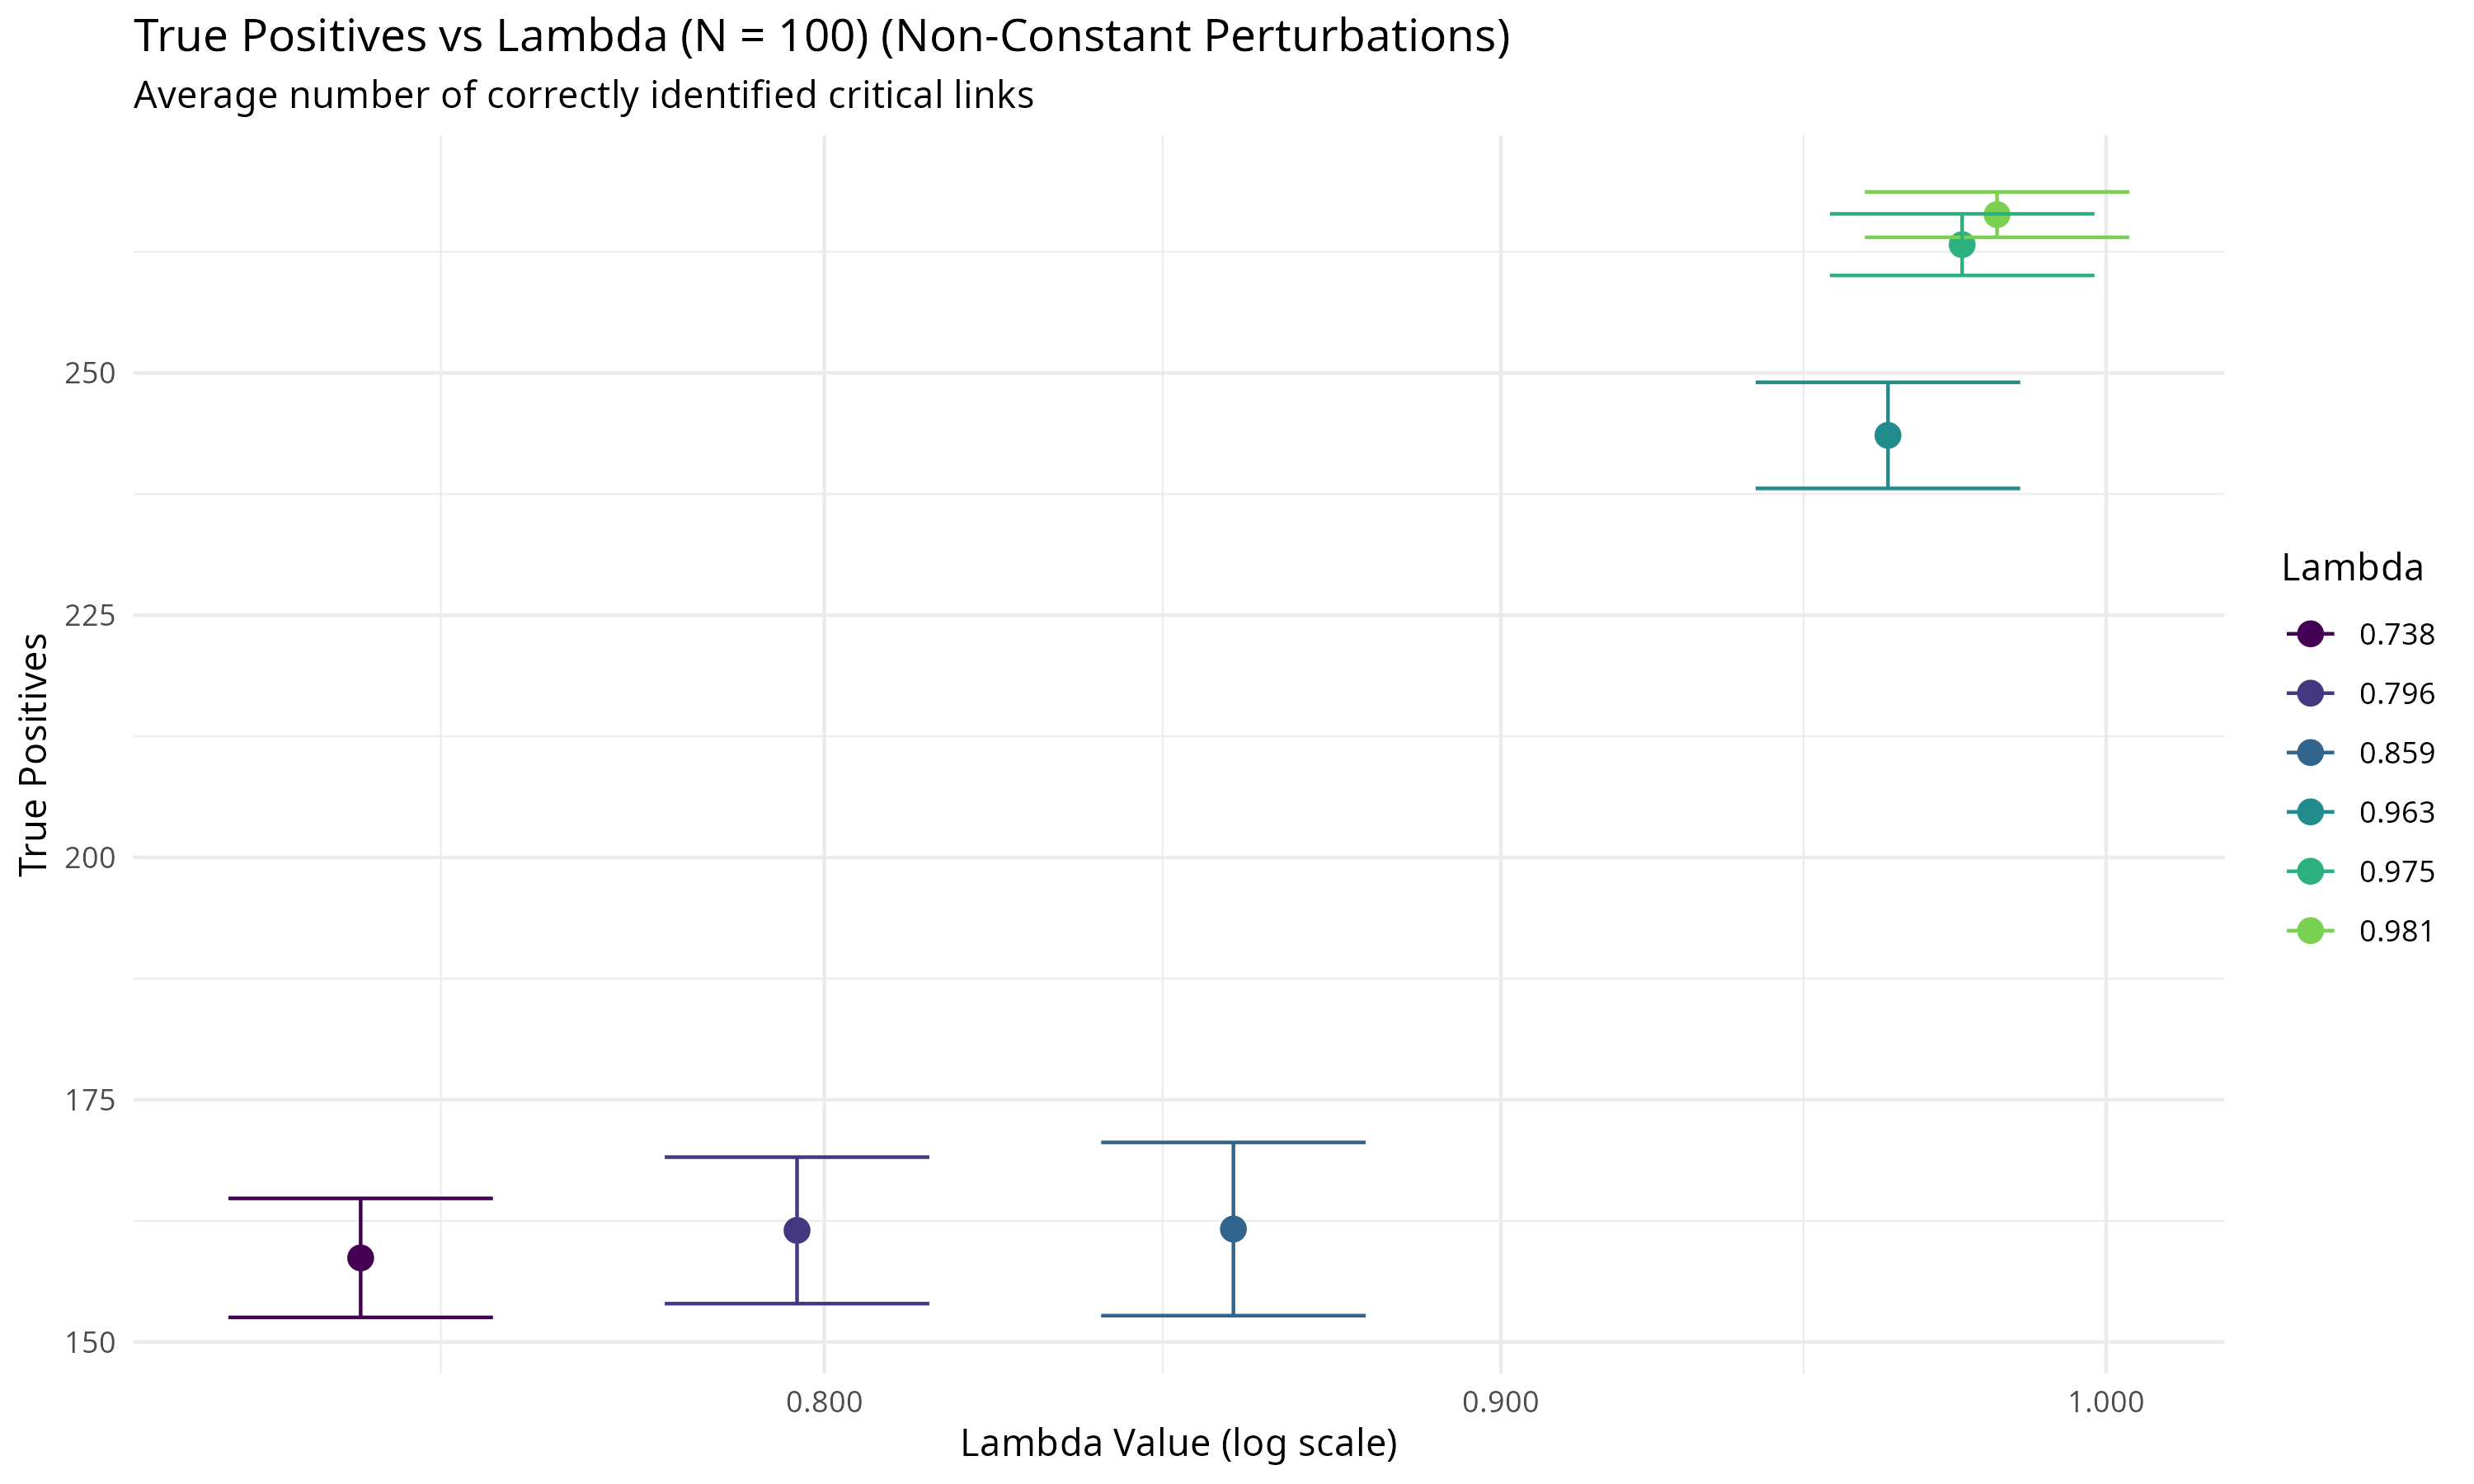 True Positives vs Lambda (N = 100) (Non-Constant Perturbations)
Average number of correctly identified critical links
True Positives
250
225
200
175
150
0.800
0.900
1.000
Lambda Value (log scale)
Lambda
0.738
0.796
0.859
0.963
0.975
0.981